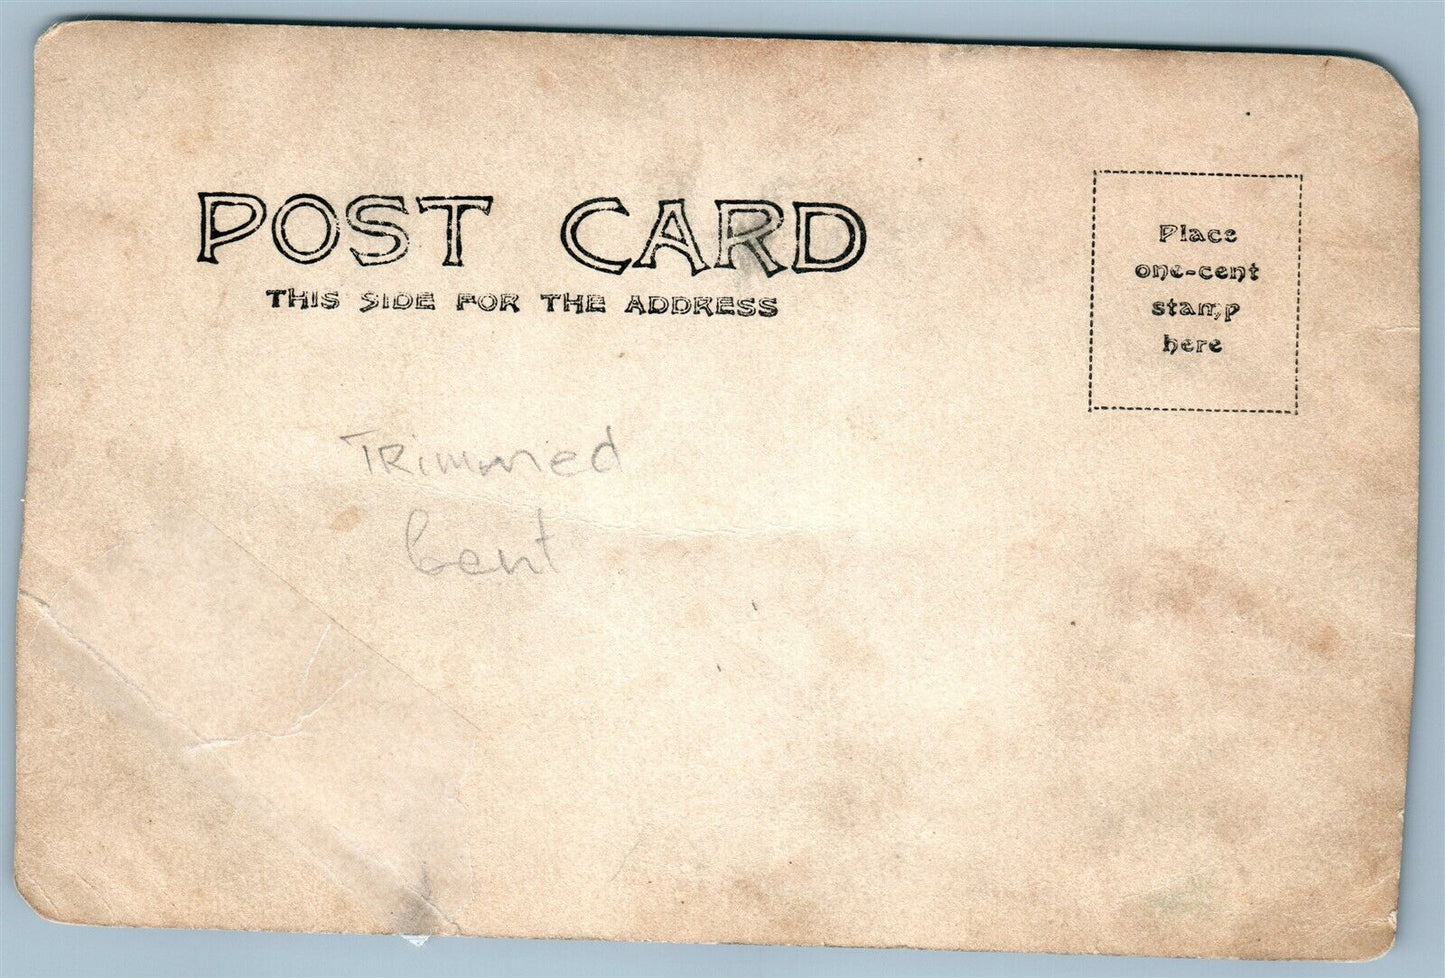 POST CARD
THIS SIDE FOR THE ADDRESS
Place
one-cent
stamp
here
TRimmed
bent